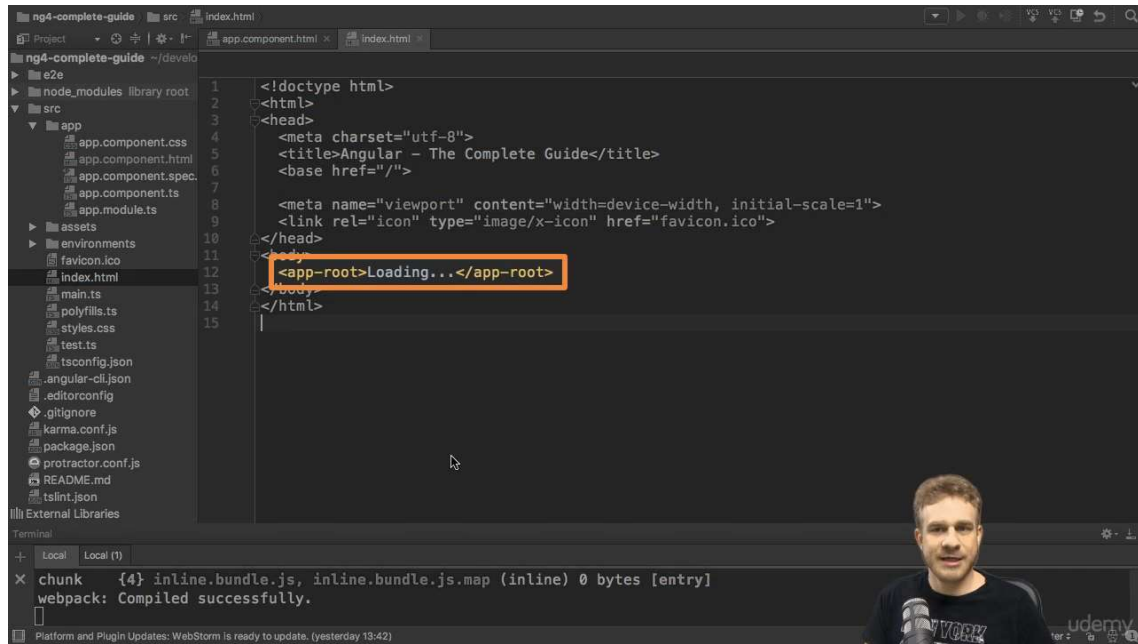 ng4-complete-guide src index.html
Project app.component.html × index.html ×
ng4-complete-guide ~/develo
e2e
node_modules library root
src
app
app.component.css
app.component.html
app.component.spec.
app.component.ts
app.module.ts
assets
environments
favicon.ico
index.html
main.ts
polyfills.ts
styles.css
test.ts
tsconfig.json
.angular-cli.json
.editorconfig
.gitignore
karma.conf.js
package.json
protractor.conf.js
README.md
tslint.json
External Libraries
1 <!doctype html>
2 <html>
3 <head>
4 <meta charset="utf-8">
5 <title>Angular – The Complete Guide</title>
6 <base href="/">
7
8 <meta name="viewport" content="width=device-width, initial-scale=1">
9 <link rel="icon" type="image/x-icon" href="favicon.ico">
10 </head>
11 <body>
12 <app-root>Loading...</app-root>
13 </body>
14 </html>
15
Terminal
+ Local Local (1)
× chunk {4} inline.bundle.js, inline.bundle.js.map (inline) 0 bytes [entry]
webpack: Compiled successfully.
YORK
udemy
Platform and Plugin Updates: WebStorm is ready to update. (yesterday 13:42)